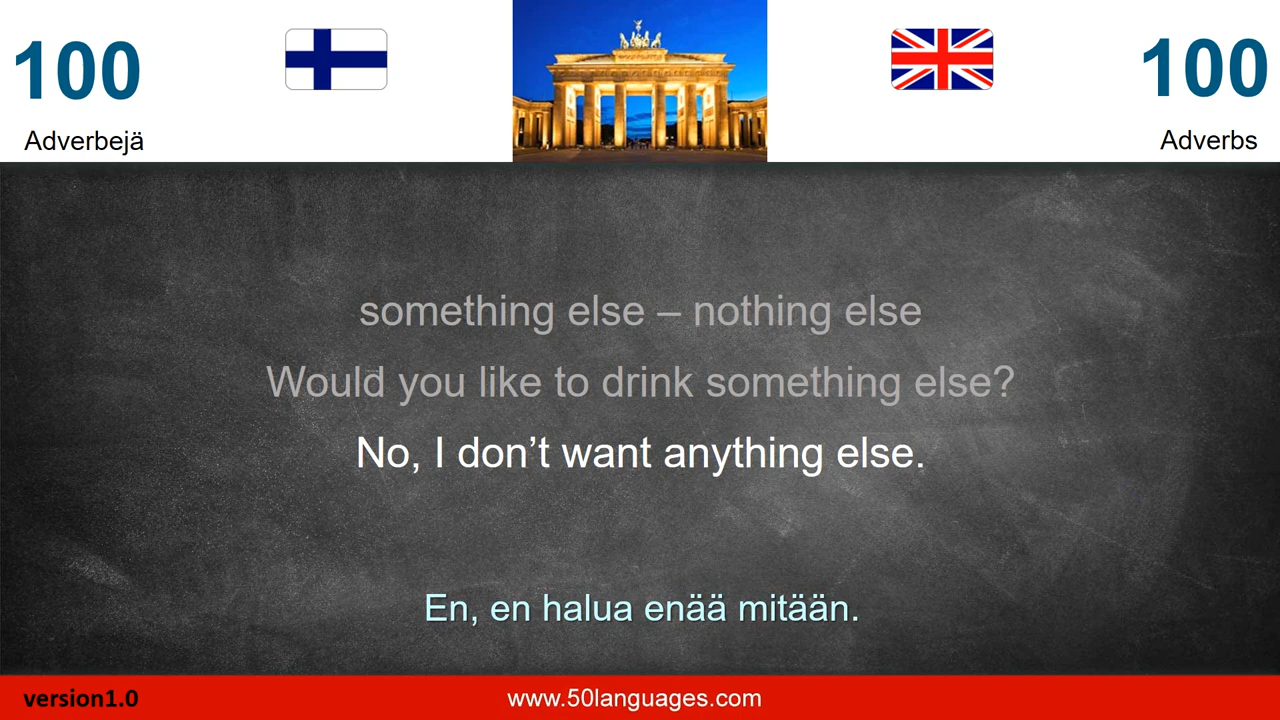 100
Adverbejä
100
Adverbs
something else – nothing else
Would you like to drink something else?
No, I don’t want anything else.
En, en halua enää mitään.
version1.0
www.50languages.com